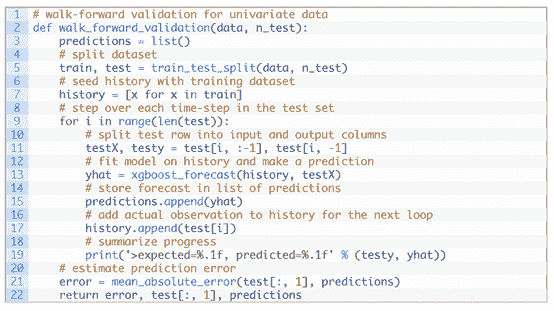 1 # walk-forward validation for univariate data
2 def walk_forward_validation(data, n_test):
3     predictions = list()
4     # split dataset
5     train, test = train_test_split(data, n_test)
6     # seed history with training dataset
7     history = [x for x in train]
8     # step over each time-step in the test set
9     for i in range(len(test)):
10         # split test row into input and output columns
11         testX, testy = test[i, :-1], test[i, -1]
12         # fit model on history and make a prediction
13         yhat = xgboost_forecast(history, testX)
14         # store forecast in list of predictions
15         predictions.append(yhat)
16         # add actual observation to history for the next loop
17         history.append(test[i])
18         # summarize progress
19         print('>expected=%.1f, predicted=%.1f' % (testy, yhat))
20     # estimate prediction error
21     error = mean_absolute_error(test[:, 1], predictions)
22     return error, test[:, 1], predictions